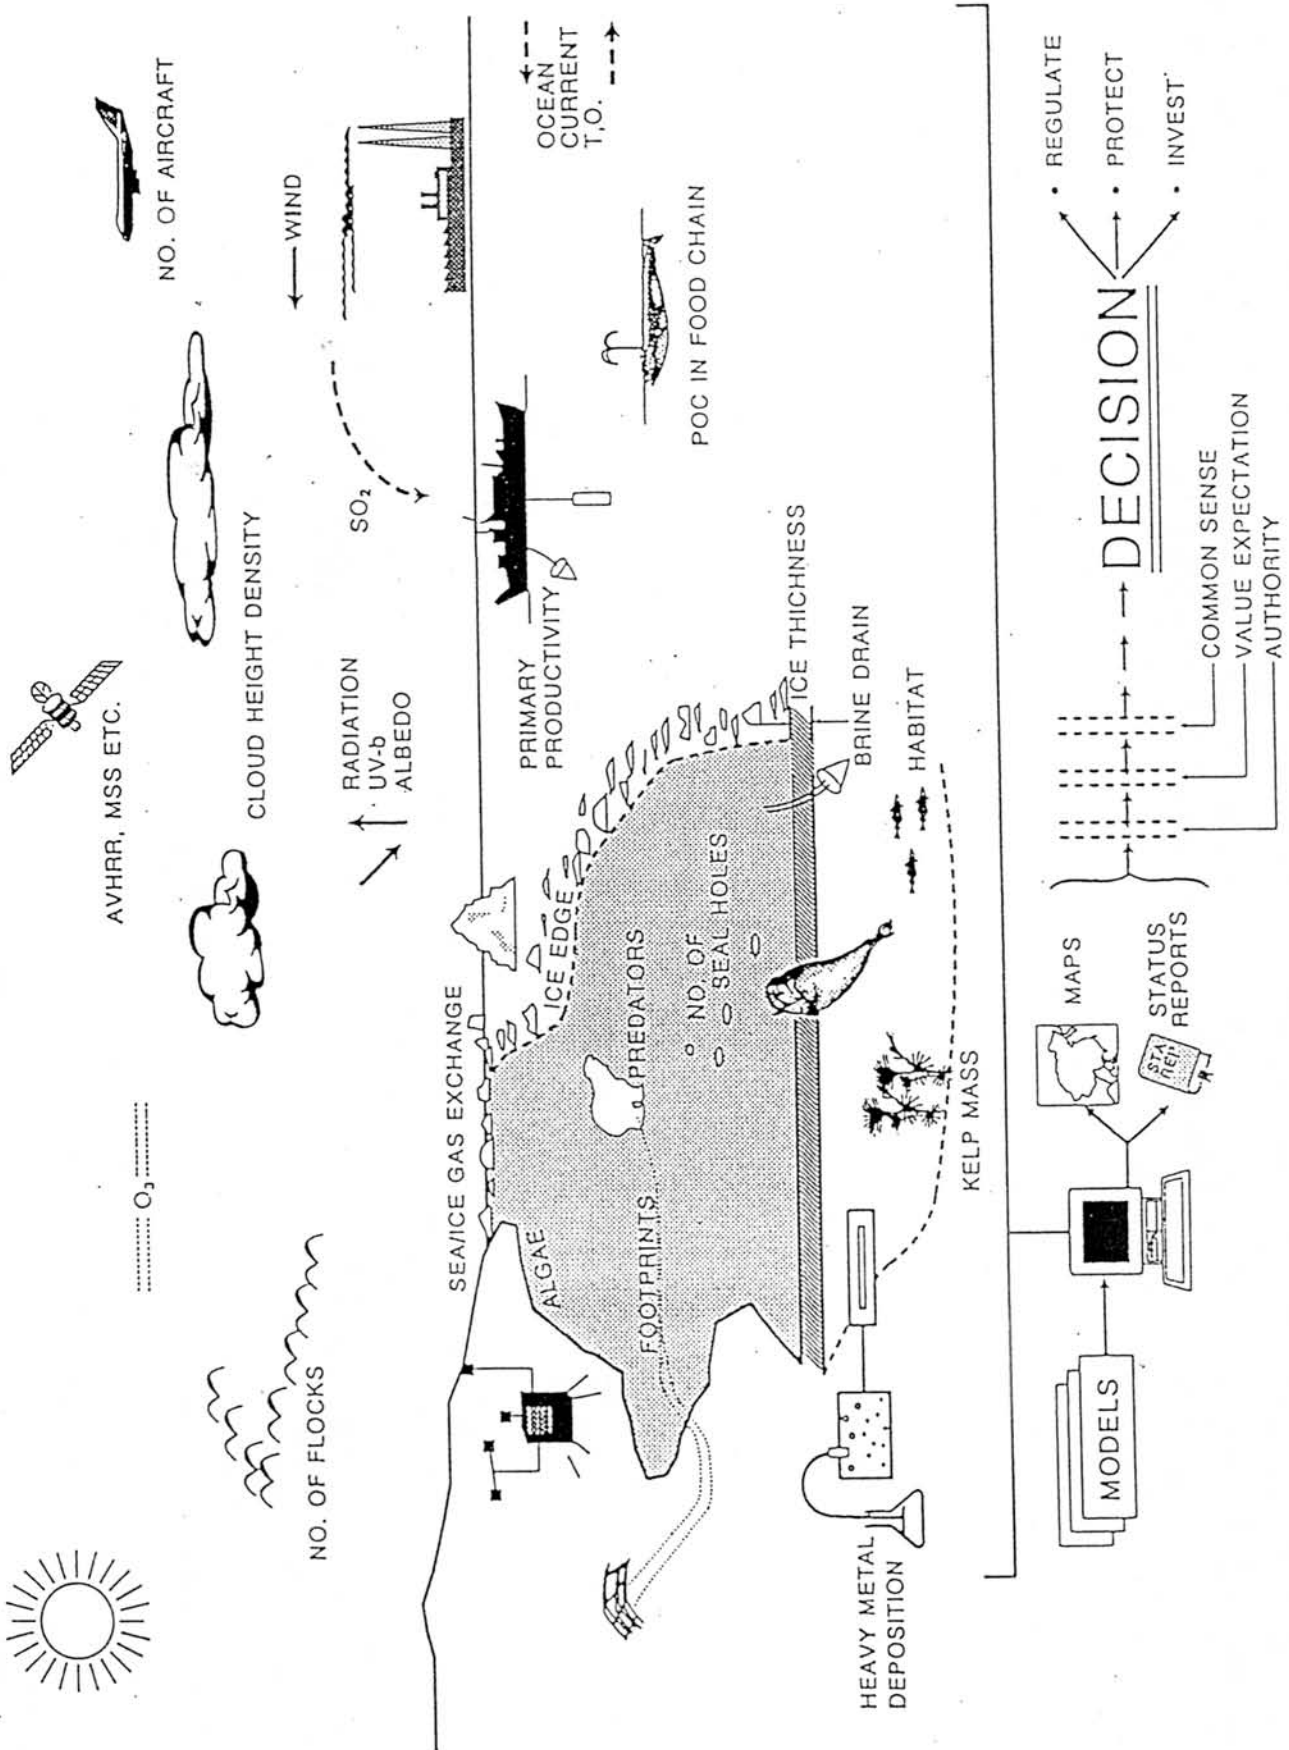 AVHRR, MSS ETC.
NO. OF AIRCRAFT
O₃
CLOUD HEIGHT DENSITY
NO. OF FLOCKS
WIND
RADIATION
UV-b
ALBEDO
SO₂
SEA/ICE GAS EXCHANGE
OCEAN
CURRENT
T,O.
PRIMARY
PRODUCTIVITY
ALGAE
ICE EDGE
FOOTPRINTS
PREDATORS
POC IN FOOD CHAIN
NO. OF
SEAL HOLES
ICE THICHNESS
BRINE DRAIN
HABITAT
HEAVY METAL
DEPOSITION
KELP MASS
MODELS
STA
REP
MAPS
STATUS
REPORTS
DECISION
• REGULATE
• PROTECT
• INVEST
COMMON SENSE
VALUE EXPECTATION
AUTHORITY